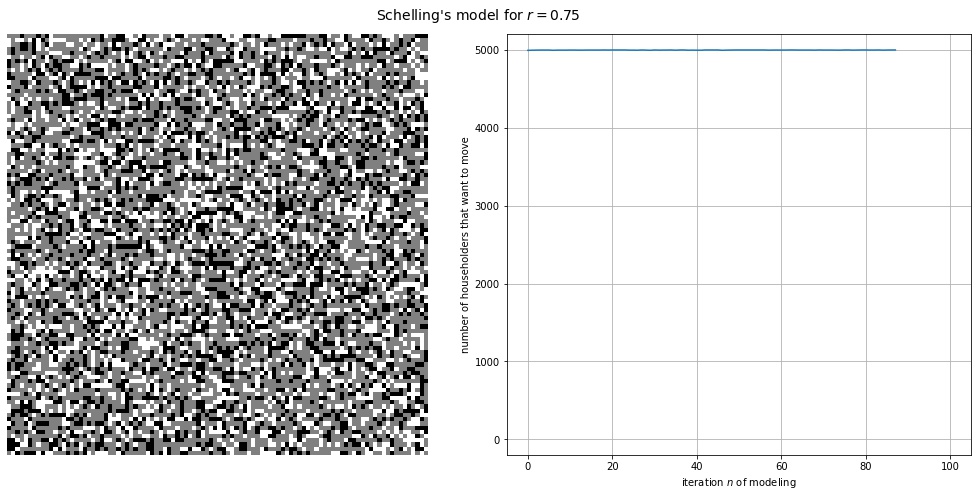 Schelling's model for r = 0.75
number of householders that want to move
5000
4000
3000
2000
1000
0
0 20 40 60 80 100
iteration n of modeling